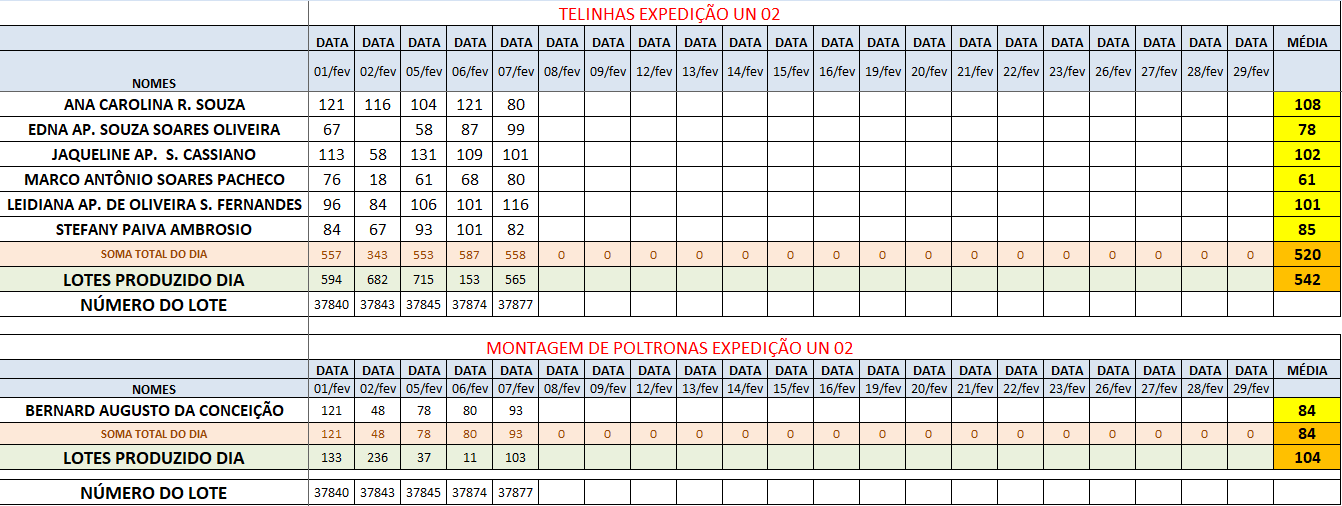 TELINHAS EXPEDIÇÃO UN 02
DATA DATA DATA DATA DATA DATA DATA DATA DATA DATA DATA DATA DATA DATA DATA DATA DATA DATA DATA DATA DATA MÉDIA
NOMES 01/fev 02/fev 05/fev 06/fev 07/fev 08/fev 09/fev 12/fev 13/fev 14/fev 15/fev 16/fev 19/fev 20/fev 21/fev 22/fev 23/fev 26/fev 27/fev 28/fev 29/fev
ANA CAROLINA R. SOUZA 121 116 104 121 80 108
EDNA AP. SOUZA SOARES OLIVEIRA 67 58 87 99 78
JAQUELINE AP. S. CASSIANO 113 58 131 109 101 102
MARCO ANTÔNIO SOARES PACHECO 76 18 61 68 80 61
LEIDIANA AP. DE OLIVEIRA S. FERNANDES 96 84 106 101 116 101
STEFANY PAIVA AMBROSIO 84 67 93 101 82 85
SOMA TOTAL DO DIA 557 343 553 587 558 0 0 0 0 0 0 0 0 0 0 0 0 0 0 0 0 520
LOTES PRODUZIDO DIA 594 682 715 153 565 542
NÚMERO DO LOTE 37840 37843 37845 37874 37877
MONTAGEM DE POLTRONAS EXPEDIÇÃO UN 02
DATA DATA DATA DATA DATA DATA DATA DATA DATA DATA DATA DATA DATA DATA DATA DATA DATA DATA DATA DATA DATA MÉDIA
NOMES 01/fev 02/fev 05/fev 06/fev 07/fev 08/fev 09/fev 12/fev 13/fev 14/fev 15/fev 16/fev 19/fev 20/fev 21/fev 22/fev 23/fev 26/fev 27/fev 28/fev 29/fev
BERNARD AUGUSTO DA CONCEIÇÃO 121 48 78 80 93 84
SOMA TOTAL DO DIA 121 48 78 80 93 0 0 0 0 0 0 0 0 0 0 0 0 0 0 0 0 84
LOTES PRODUZIDO DIA 133 236 37 11 103 104
NÚMERO DO LOTE 37840 37843 37845 37874 37877